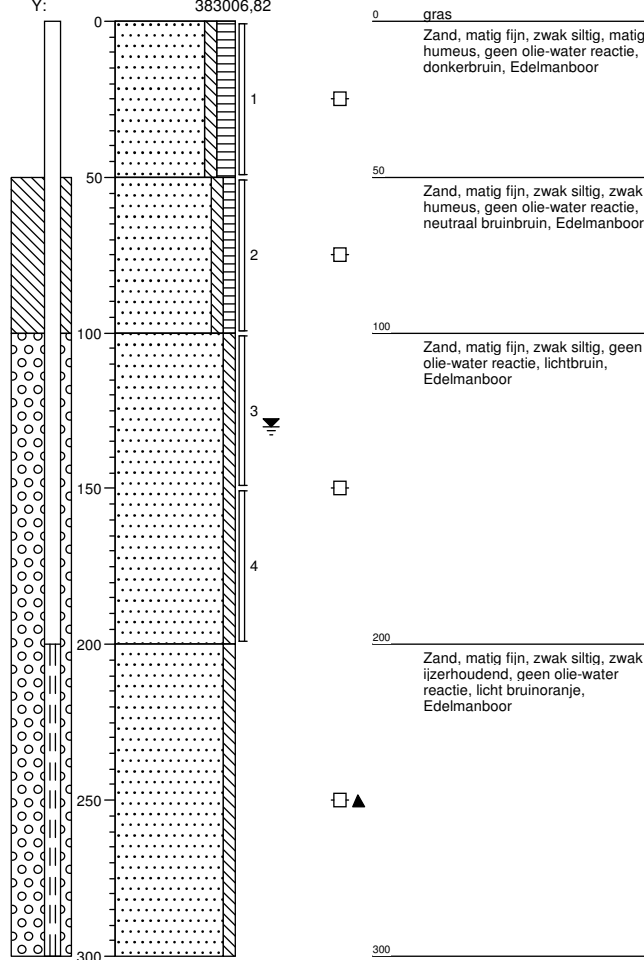 Y: 383006,82
0
50
100
150
200
250
300
1
2
3
4
0
gras
Zand, matig fijn, zwak siltig, matig
humeus, geen olie-water reactie,
donkerbruin, Edelmanboor
50
Zand, matig fijn, zwak siltig, zwak
humeus, geen olie-water reactie,
neutraal bruinbruin, Edelmanboor
100
Zand, matig fijn, zwak siltig, geen
olie-water reactie, lichtbruin,
Edelmanboor
200
Zand, matig fijn, zwak siltig, zwak
ijzerhoudend, geen olie-water
reactie, licht bruinoranje,
Edelmanboor
300